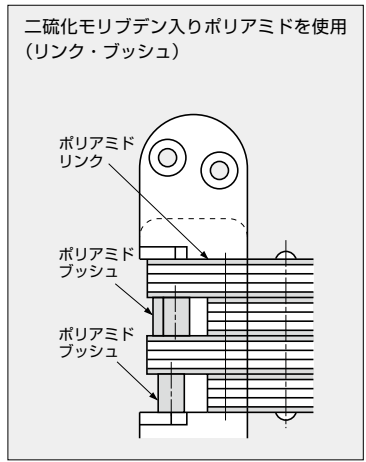 二硫化モリブデン入りポリアミドを使用
（リンク・ブッシュ）
ポリアミド
リンク
ポリアミド
ブッシュ
ポリアミド
ブッシュ